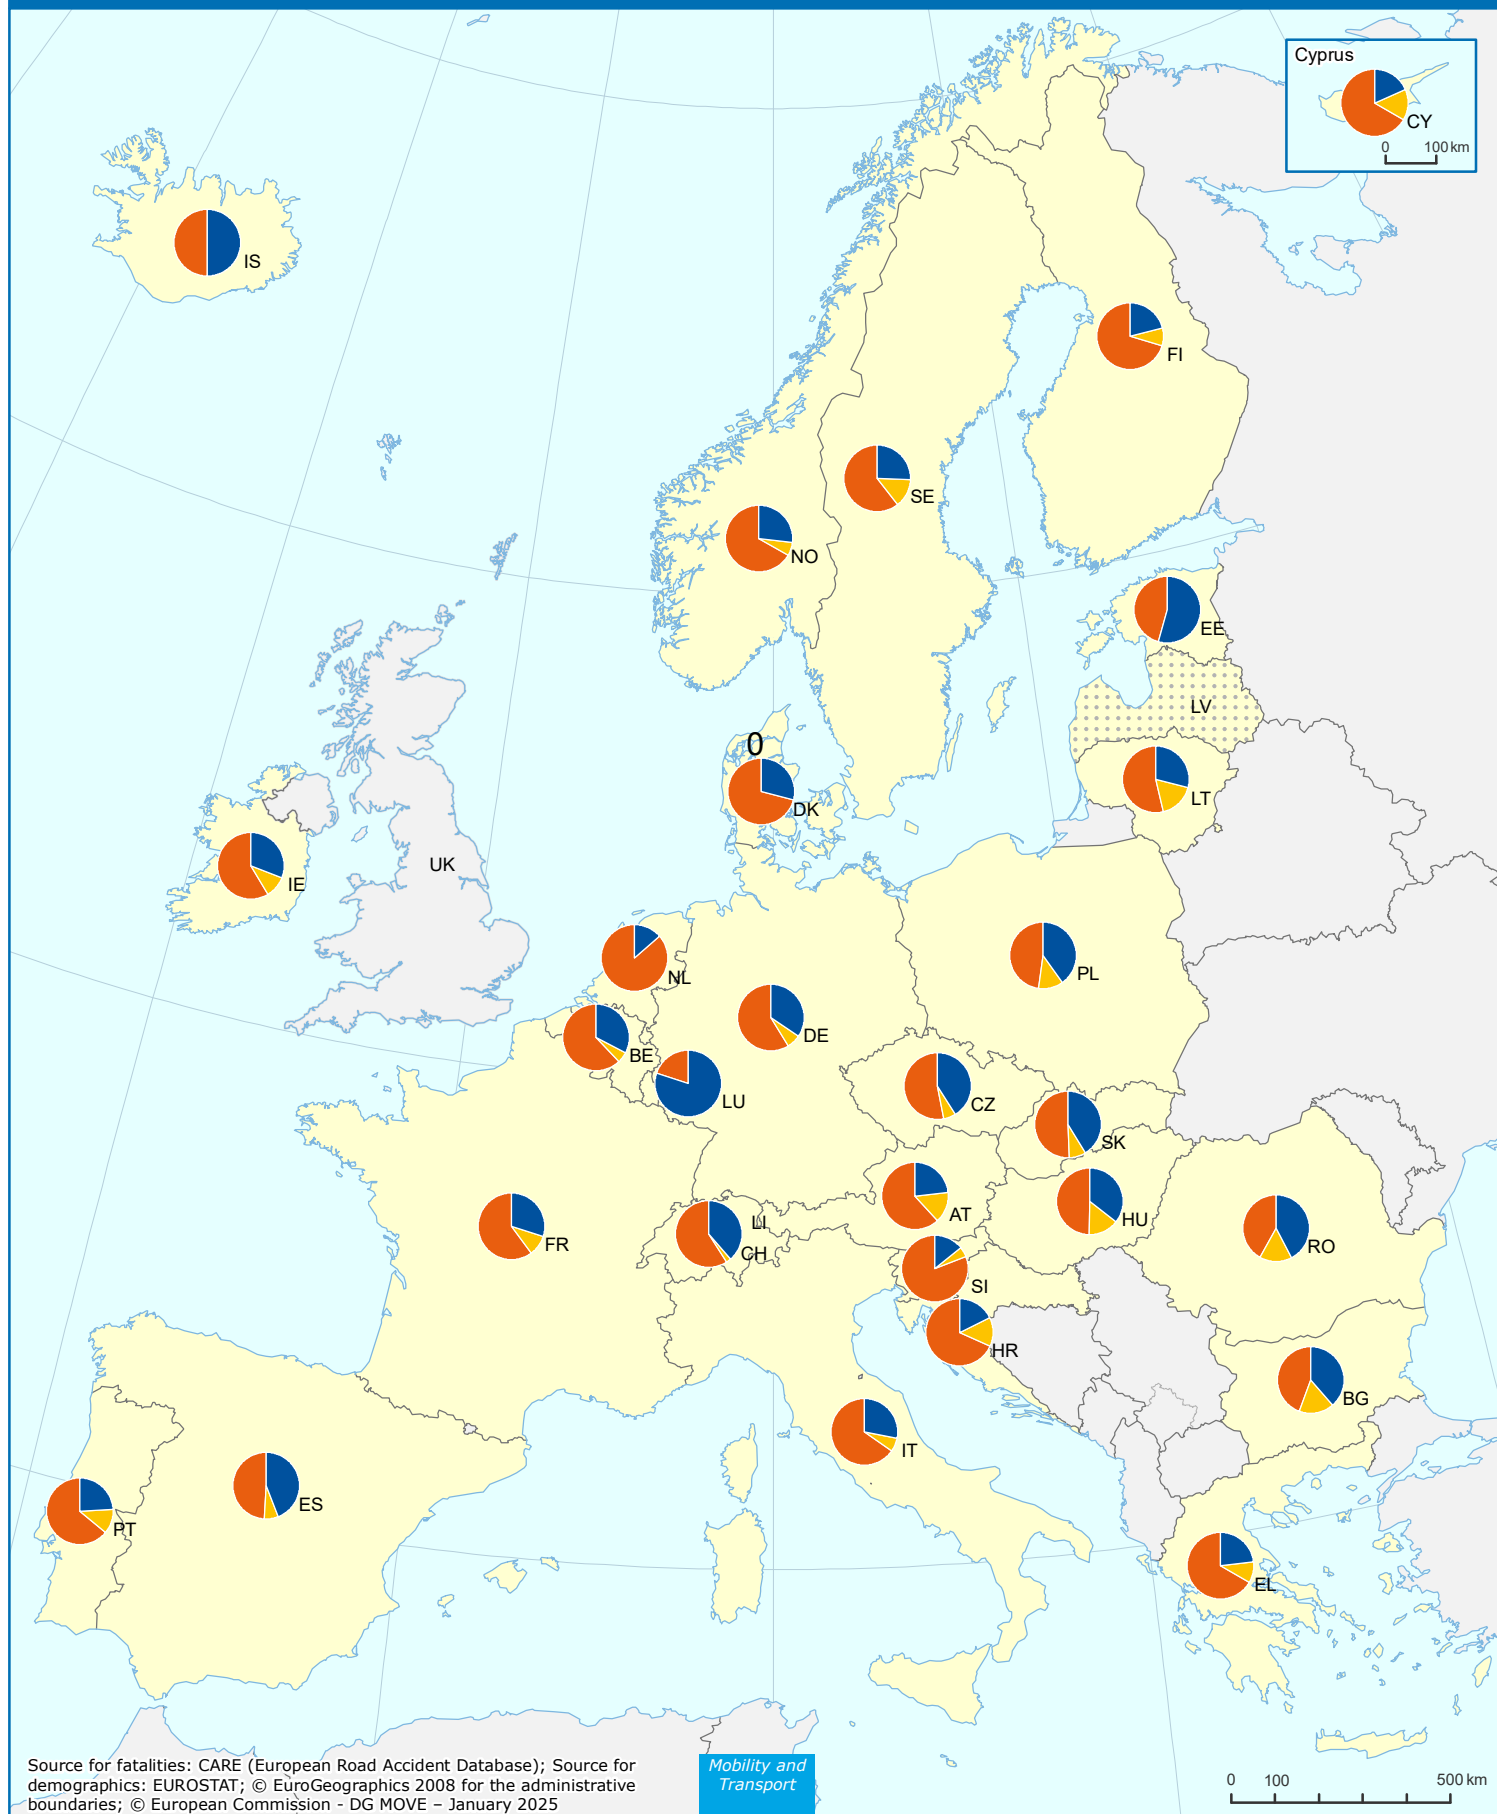 Cyprus
CY
0 100 km
IS
FI
SE
NO
EE
LV
0
DK
LT
UK
IE
NL
PL
DE
BE
LU
CZ
SK
AT
HU
LI
FR
CH
RO
SI
HR
BG
IT
ES
PT
EL
Source for fatalities: CARE (European Road Accident Database); Source for
demographics: EUROSTAT; © EuroGeographics 2008 for the administrative
boundaries; © European Commission - DG MOVE – January 2025
Mobility and
Transport
0 100 500 km